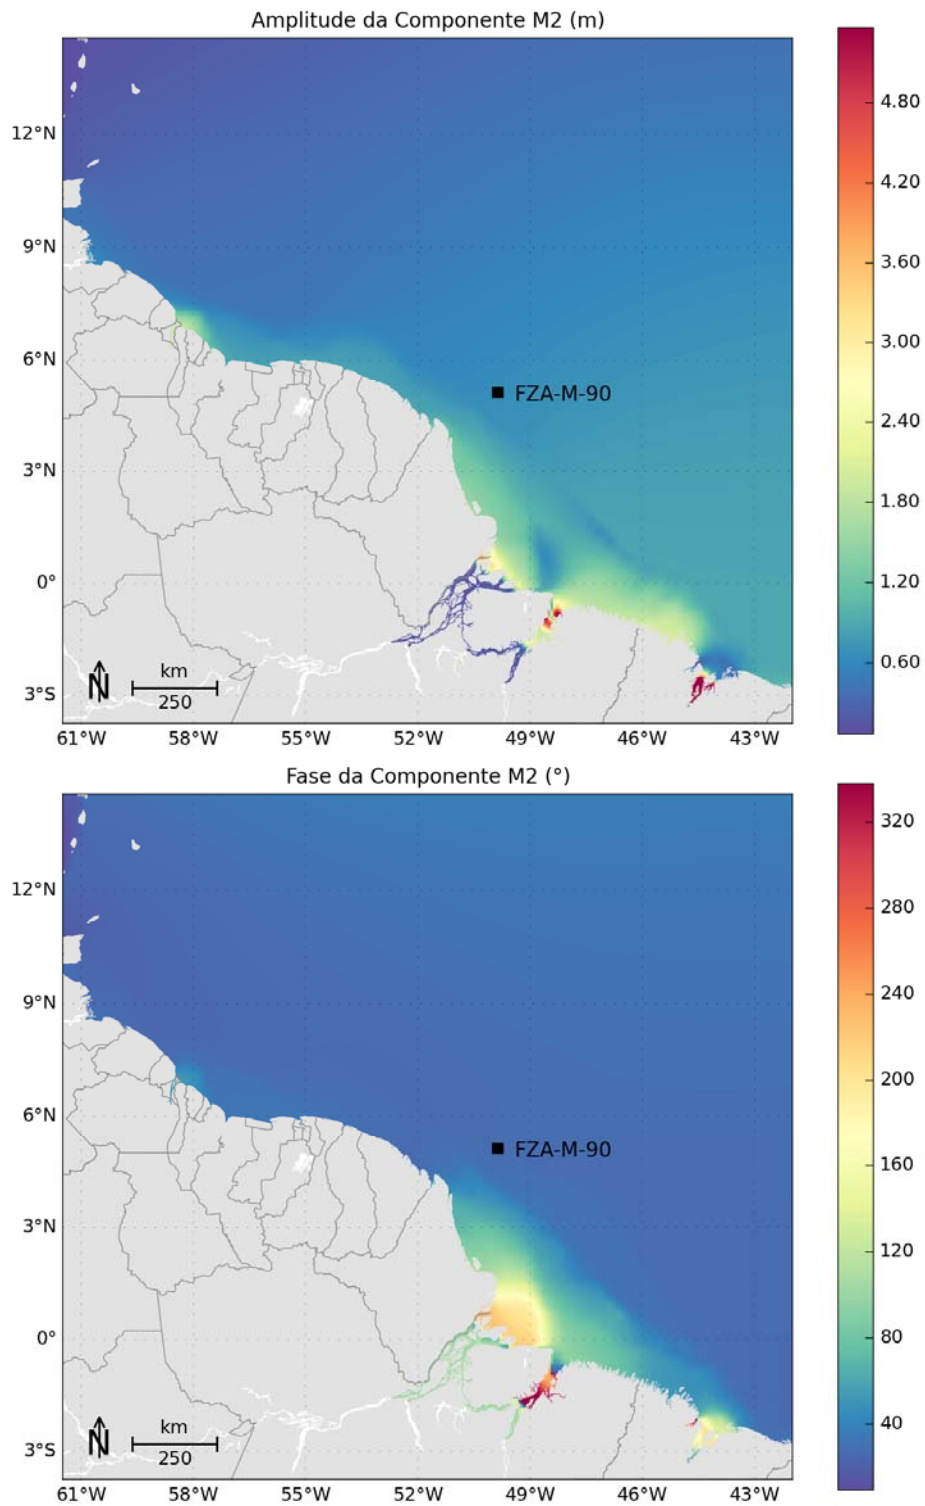 Amplitude da Componente M2 (m)
12°N
9°N
6°N
3°N
0°
3°S
FZA-M-90
N
km
250
61°W 58°W 55°W 52°W 49°W 46°W 43°W
4.80
4.20
3.60
3.00
2.40
1.80
1.20
0.60
Fase da Componente M2 (°)
12°N
9°N
6°N
3°N
0°
3°S
FZA-M-90
N
km
250
61°W 58°W 55°W 52°W 49°W 46°W 43°W
320
280
240
200
160
120
80
40